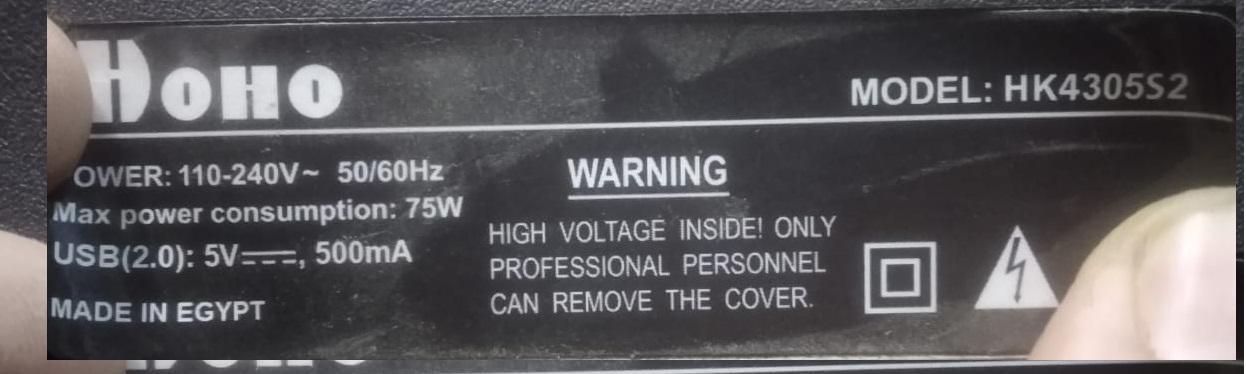 HOHO
MODEL: HK4305S2
OWER: 110-240V~ 50/60Hz
Max power consumption: 75W
USB(2.0): 5V⎓, 500mA
MADE IN EGYPT
WARNING
HIGH VOLTAGE INSIDE! ONLY
PROFESSIONAL PERSONNEL
CAN REMOVE THE COVER.